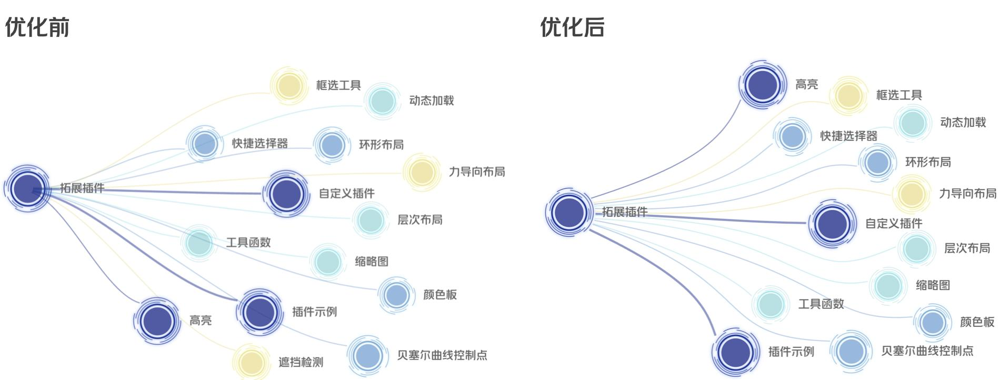 优化前
框选工具
动态加载
快捷选择器
环形布局
力导向布局
拓展插件
自定义插件
层次布局
工具函数
缩略图
颜色板
插件示例
高亮
贝塞尔曲线控制点
遮挡检测
优化后
高亮
框选工具
动态加载
快捷选择器
环形布局
力导向布局
拓展插件
自定义插件
层次布局
缩略图
工具函数
颜色板
插件示例
贝塞尔曲线控制点